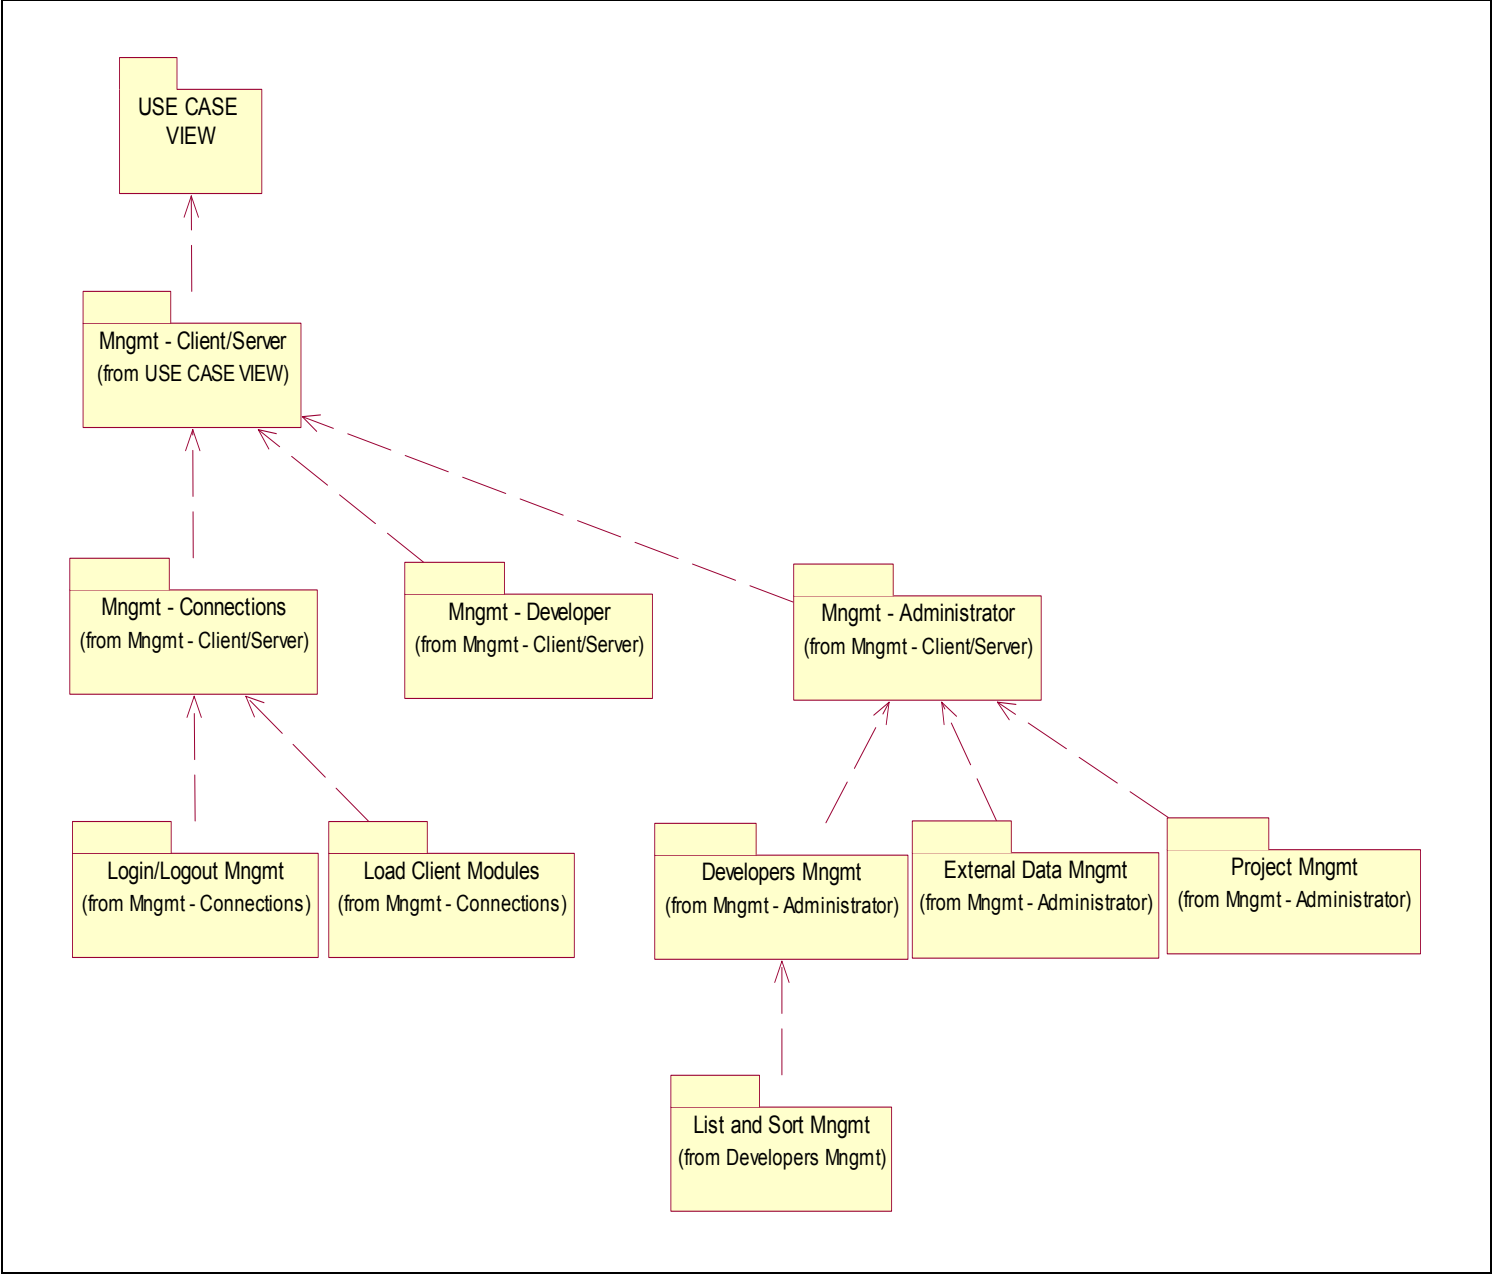 USE CASE
VIEW
Mngmt - Client/Server
(from USE CASE VIEW)
Mngmt - Connections
(from Mngmt - Client/Server)
Mngmt - Developer
(from Mngmt - Client/Server)
Mngmt - Administrator
(from Mngmt - Client/Server)
Login/Logout Mngmt
(from Mngmt - Connections)
Load Client Modules
(from Mngmt - Connections)
Developers Mngmt
(from Mngmt - Administrator)
External Data Mngmt
(from Mngmt - Administrator)
Project Mngmt
(from Mngmt - Administrator)
List and Sort Mngmt
(from Developers Mngmt)